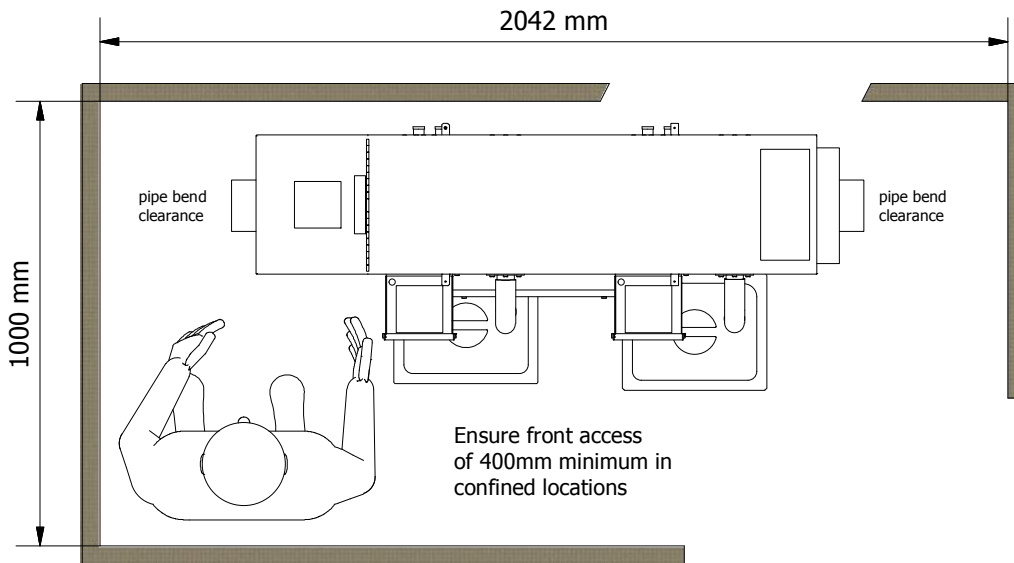 2042 mm
pipe bend
clearance
pipe bend
clearance
1000 mm
Ensure front access
of 400mm minimum in
confined locations